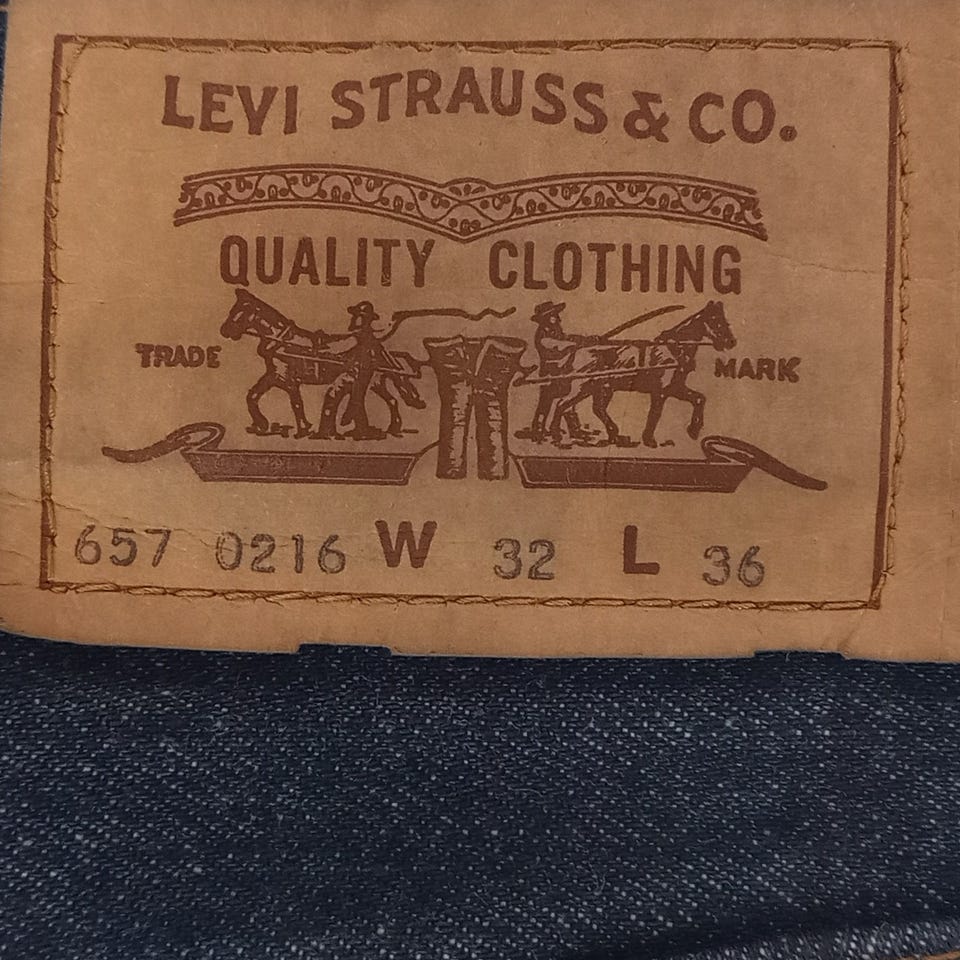 LEVI STRAUSS & CO.
QUALITY CLOTHING
TRADE MARK
657 0216 W 32 L 36